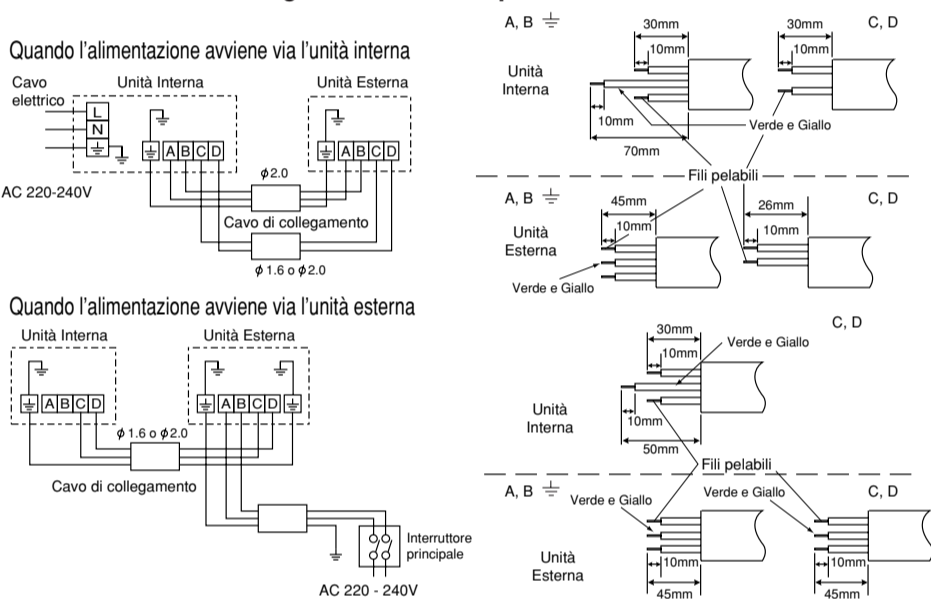 Quando l'alimentazione avviene via l'unità interna
Cavo
elettrico
Unità Interna
Unità Esterna
L
N
A B C D
A B C D
AC 220-240V
ϕ2.0
Cavo di collegamento
ϕ1.6 o ϕ2.0
Quando l'alimentazione avviene via l'unità esterna
Unità Interna
Unità Esterna
A B C D
A B C D
ϕ1.6 o ϕ2.0
Cavo di collegamento
Interruttore
principale
AC 220 - 240V
A, B
30mm
30mm
C, D
10mm
10mm
Unità
Interna
10mm
Verde e Giallo
70mm
Fili pelabili
A, B
45mm
26mm
C, D
10mm
10mm
Unità
Esterna
Verde e Giallo
C, D
30mm
Verde e Giallo
10mm
Unità
Interna
10mm
50mm
Fili pelabili
A, B
Verde e Giallo
Verde e Giallo
C, D
Unità
Esterna
10mm
10mm
45mm
45mm